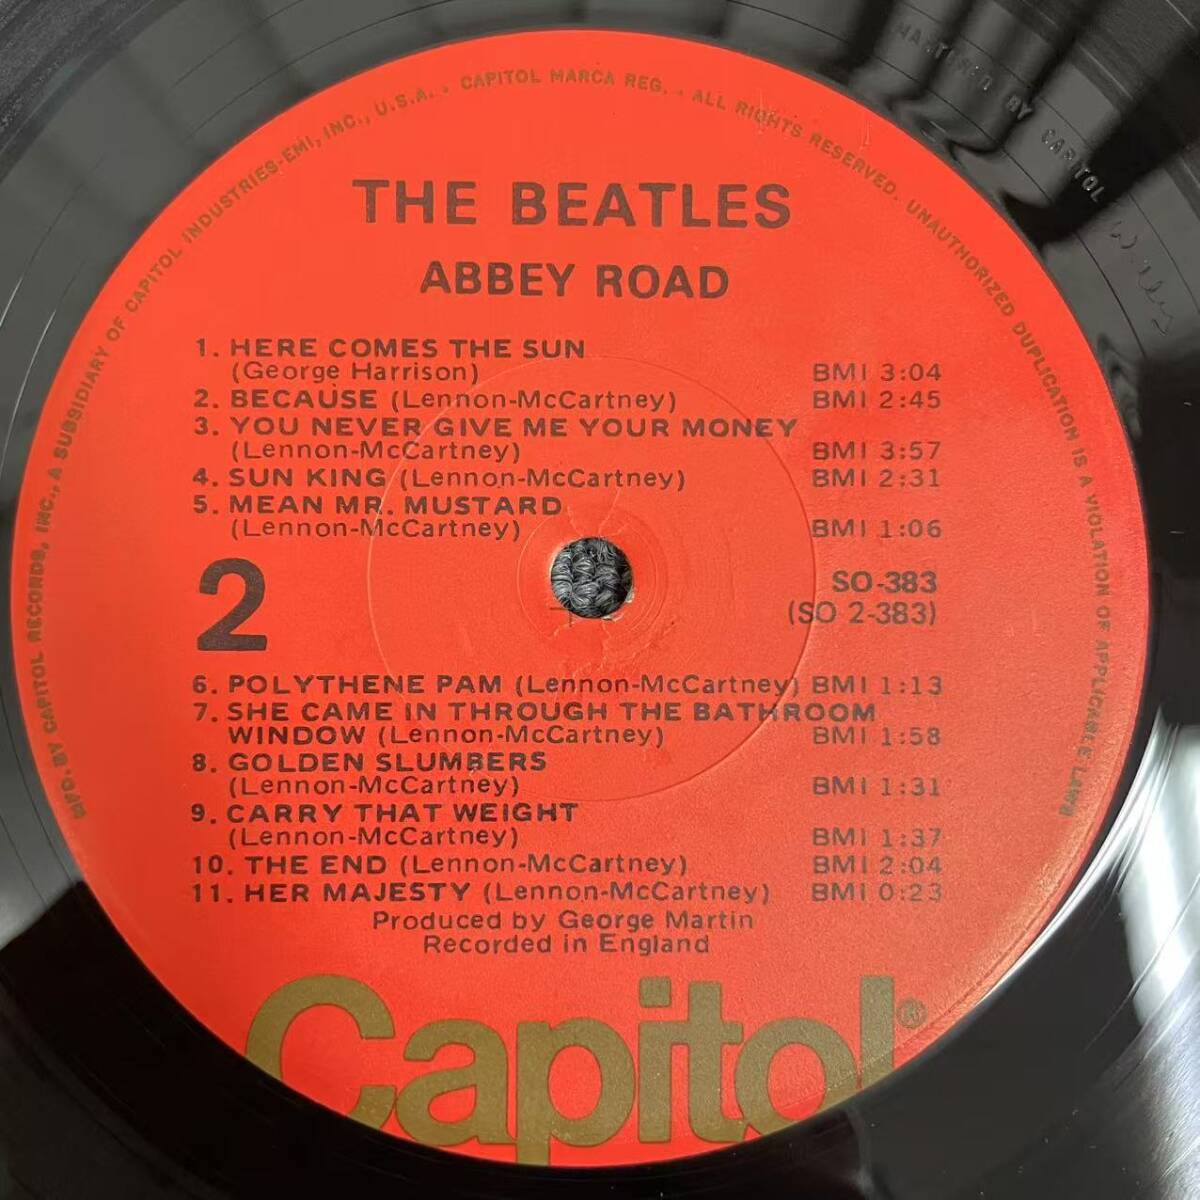 MFD. BY CAPITOL RECORDS, INC., A SUBSIDIARY OF CAPITOL INDUSTRIES-EMI, INC., U.S.A. • CAPITOL MARCA REG. • ALL RIGHTS RESERVED. UNAUTHORIZED DUPLICATION IS A VIOLATION OF APPLICABLE LAWS
MASTERED BY CAPITOL
Wally
THE BEATLES
ABBEY ROAD
1. HERE COMES THE SUN
(George Harrison) BMI 3:04
2. BECAUSE (Lennon-McCartney) BMI 2:45
3. YOU NEVER GIVE ME YOUR MONEY
(Lennon-McCartney) BMI 3:57
4. SUN KING (Lennon-McCartney) BMI 2:31
5. MEAN MR. MUSTARD
(Lennon-McCartney) BMI 1:06
2
SO-383
(SO 2-383)
6. POLYTHENE PAM (Lennon-McCartney) BMI 1:13
7. SHE CAME IN THROUGH THE BATHROOM
WINDOW (Lennon-McCartney) BMI 1:58
8. GOLDEN SLUMBERS
(Lennon-McCartney) BMI 1:31
9. CARRY THAT WEIGHT
(Lennon-McCartney) BMI 1:37
10. THE END (Lennon-McCartney) BMI 2:04
11. HER MAJESTY (Lennon-McCartney) BMI 0:23
Produced by George Martin
Recorded in England
Capitol®